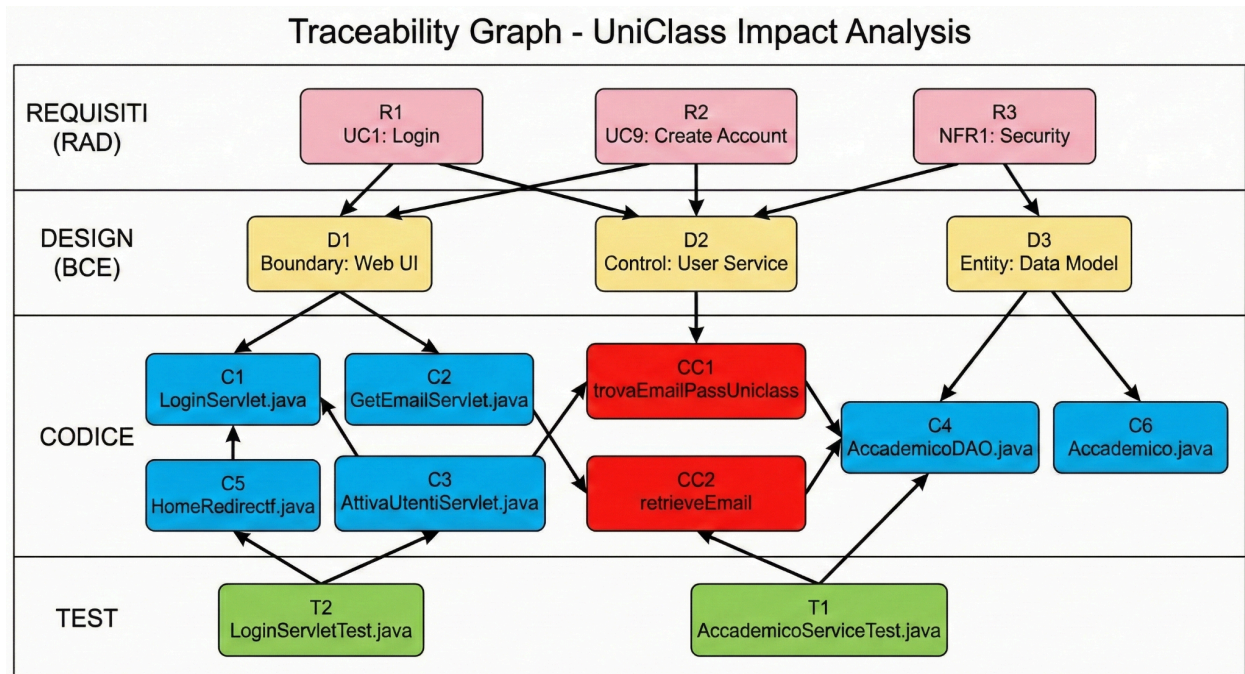 Traceability Graph - UniClass Impact Analysis
REQUISITI
(RAD)
R1
UC1: Login
R2
UC9: Create Account
R3
NFR1: Security
DESIGN
(BCE)
D1
Boundary: Web UI
D2
Control: User Service
D3
Entity: Data Model
CODICE
C1
LoginServlet.java
C2
GetEmailServlet.java
CC1
trovaEmailPassUniclass
C4
AccademicoDAO.java
C6
Accademico.java
C5
HomeRedirectf.java
C3
AttivaUtentiServlet.java
CC2
retrieveEmail
TEST
T2
LoginServletTest.java
T1
AccademicoServiceTest.java